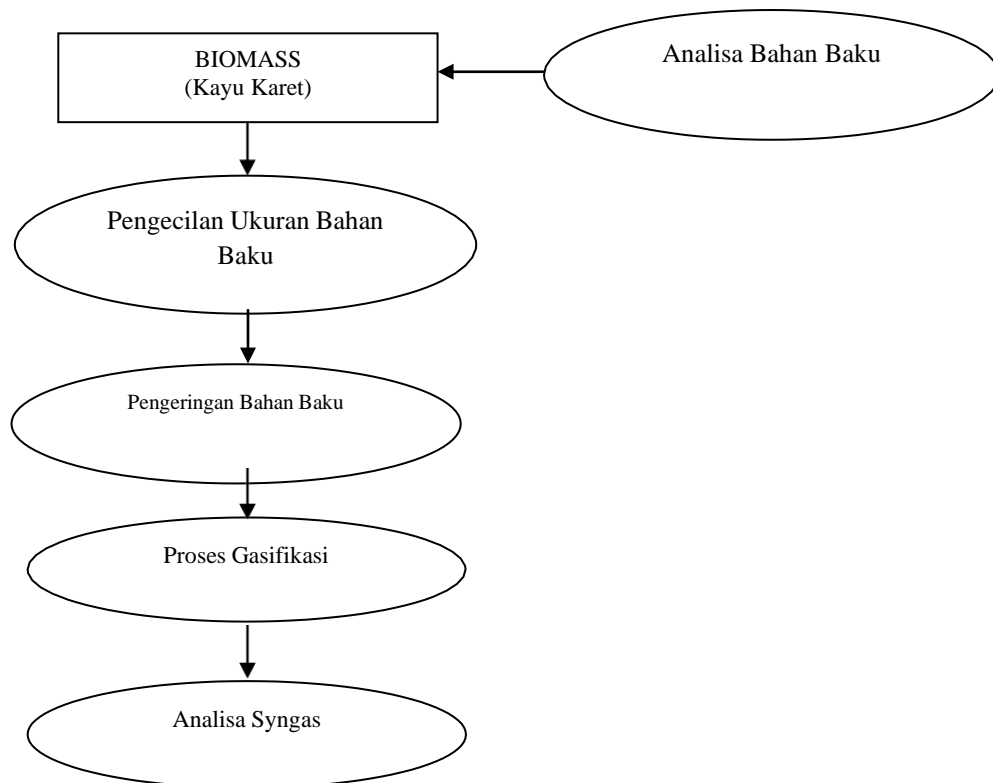 BIOMASS
(Kayu Karet)
Analisa Bahan Baku
Pengecilan Ukuran Bahan
Baku
Pengeringan Bahan Baku
Proses Gasifikasi
Analisa Syngas